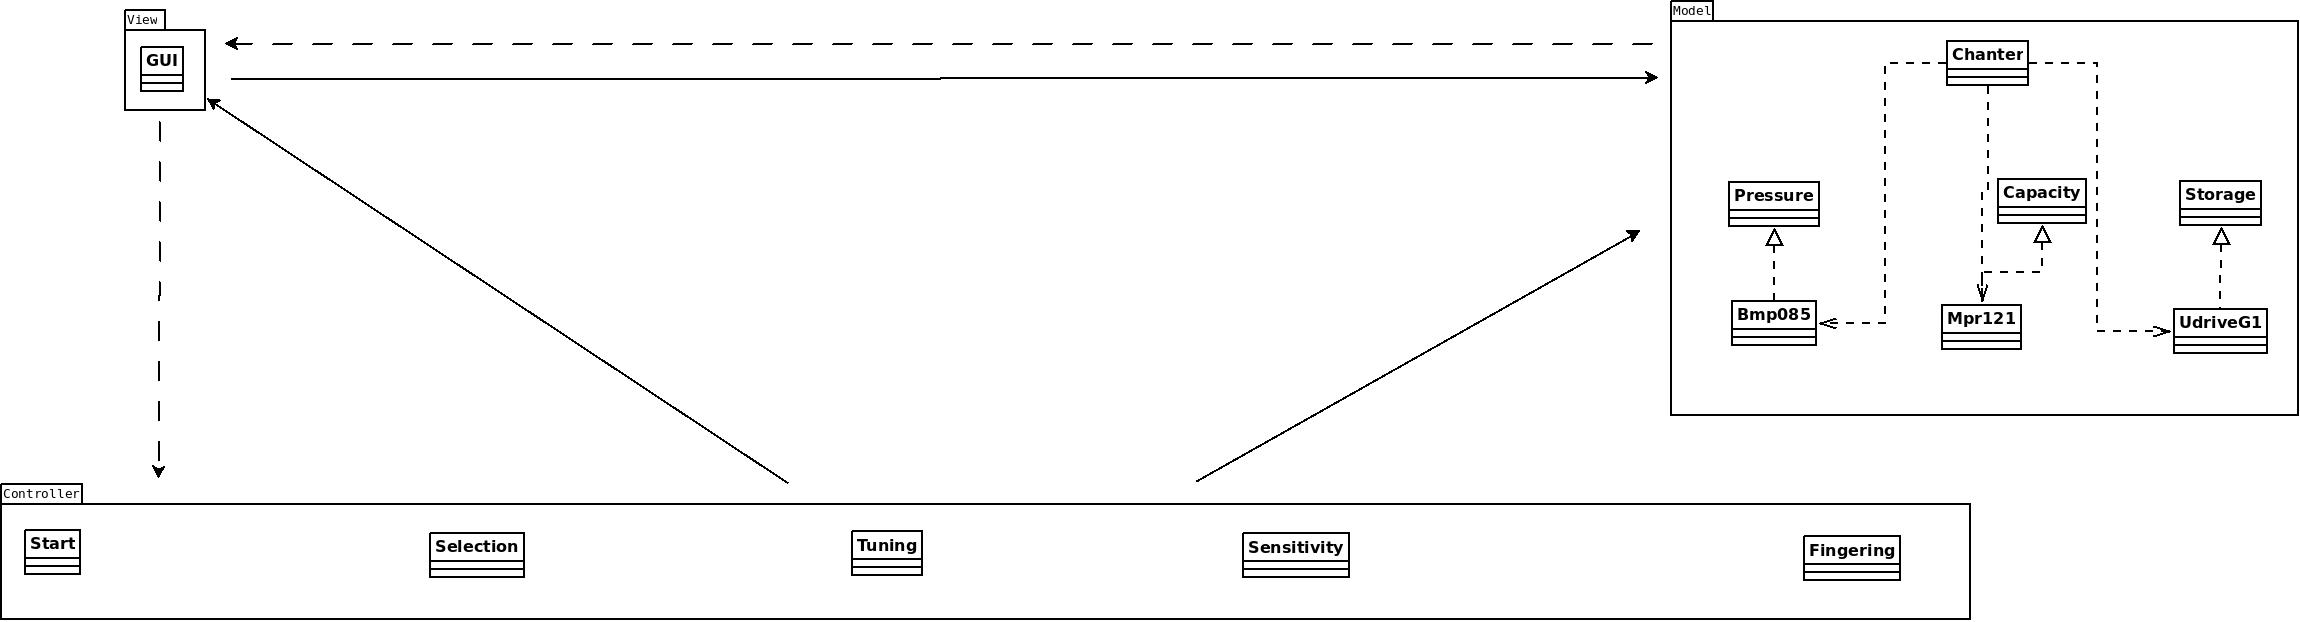 View
GUI
Model
Chanter
Pressure
Capacity
Storage
Bmp085
Mpr121
UdriveG1
Controller
Start
Selection
Tuning
Sensitivity
Fingering